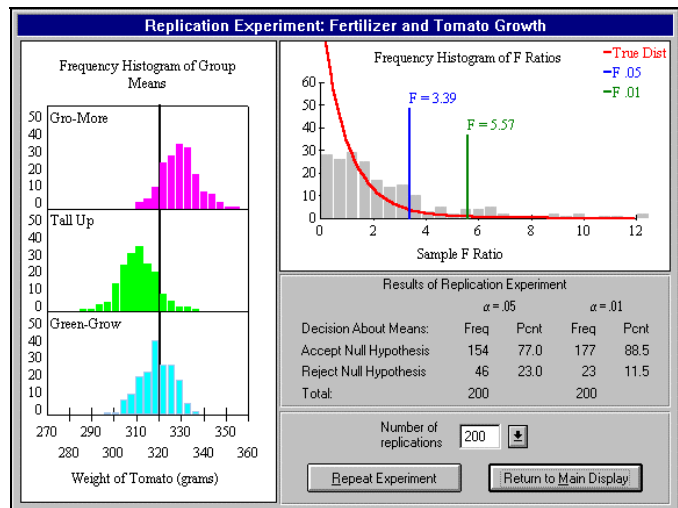 Replication Experiment: Fertilizer and Tomato Growth
Frequency Histogram of Group
Means
50
40
30
20
10
0
Gro-More
50
40
30
20
10
0
Tall Up
50
40
30
20
10
0
Green-Grow
270 290 310 330 350
280 300 320 340 360
Weight of Tomato (grams)
Frequency Histogram of F Ratios
True Dist
F .05
F .01
60
50
40
30
20
10
0
F = 3.39
F = 5.57
0 2 4 6 8 10 12
Sample F Ratio
Results of Replication Experiment
α = .05 α = .01
Decision About Means: Freq Pcnt Freq Pcnt
Accept Null Hypothesis 154 77.0 177 88.5
Reject Null Hypothesis 46 23.0 23 11.5
Total: 200 200
Number of
replications 200
Repeat Experiment Return to Main Display